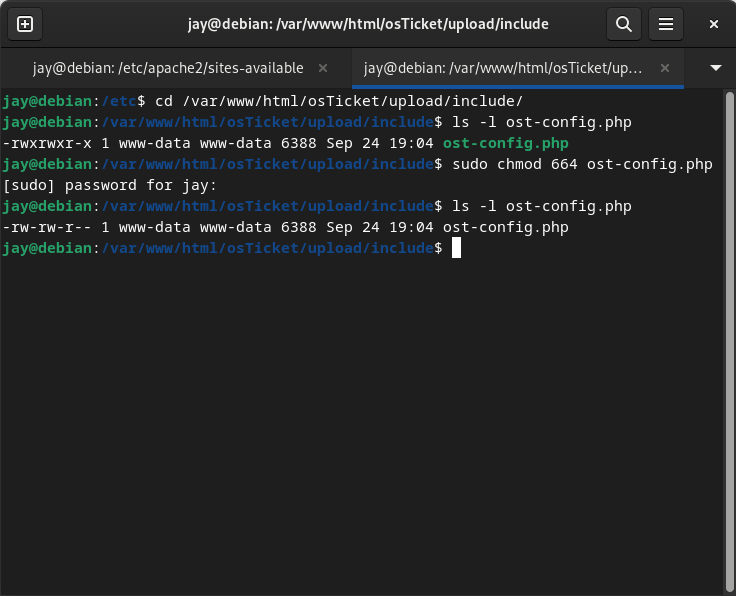 jay@debian: /var/www/html/osTicket/upload/include
jay@debian: /etc/apache2/sites-available
jay@debian: /var/www/html/osTicket/up…
jay@debian:/etc$ cd /var/www/html/osTicket/upload/include/
jay@debian:/var/www/html/osTicket/upload/include$ ls -l ost-config.php
-rwxrwxr-x 1 www-data www-data 6388 Sep 24 19:04 ost-config.php
jay@debian:/var/www/html/osTicket/upload/include$ sudo chmod 664 ost-config.php
[sudo] password for jay:
jay@debian:/var/www/html/osTicket/upload/include$ ls -l ost-config.php
-rw-rw-r-- 1 www-data www-data 6388 Sep 24 19:04 ost-config.php
jay@debian:/var/www/html/osTicket/upload/include$